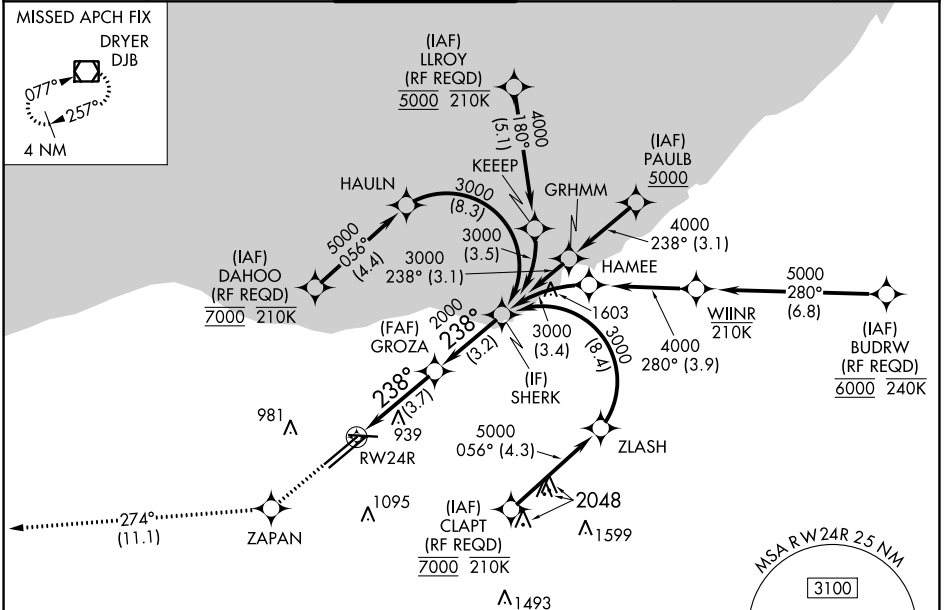 MISSED APCH FIX
DRYER
DJB
077°
257°
4 NM
(IAF)
LLROY
(RF REQD)
5000 210K
4000
180°
(5.1)
KEEEP
(IAF)
PAULB
5000
GRHMM
HAULN
3000
(8.3)
5000
056°
(4.4)
(IAF)
DAHOO
(RF REQD)
7000 210K
3000
(3.5)
3000
238° (3.1)
4000
238° (3.1)
HAMEE
5000
280°
(6.8)
WIINR
210K
4000
280° (3.9)
(IAF)
BUDRW
(RF REQD)
6000 240K
1603
3000
(3.4)
3000
(8.4)
2000
238°
(3.2)
(FAF)
GROZA
(IF)
SHERK
238°
(3.7)
981
939
RW24R
5000
056° (4.3)
ZLASH
1095
2048
1599
(IAF)
CLAPT
(RF REQD)
7000 210K
ZAPAN
274°
(11.1)
1493
MSA RW24R 25 NM
3100